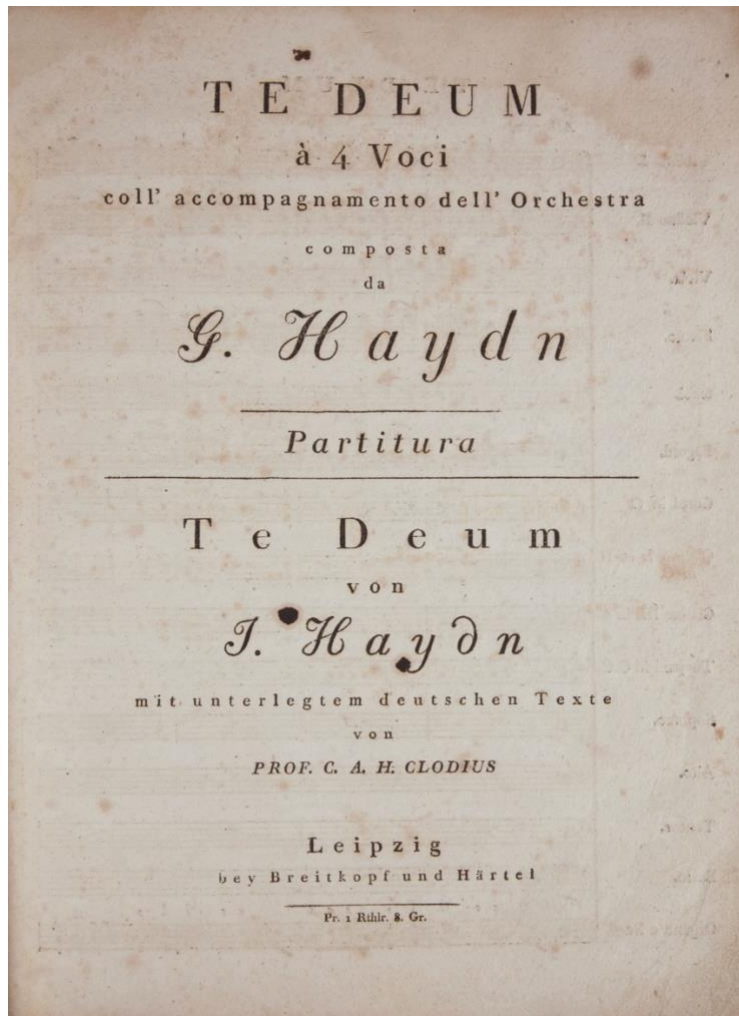 TE DEUM
à 4 Voci
coll' accompagnamento dell' Orchestra
composta
da
G. Haydn
Partitura
Te Deum
von
J. Haydn
mit unterlegtem deutschen Texte
von
PROF. C. A. H. CLODIUS
Leipzig
bey Breitkopf und Härtel
Pr. 1 Rthlr. 8. Gr.